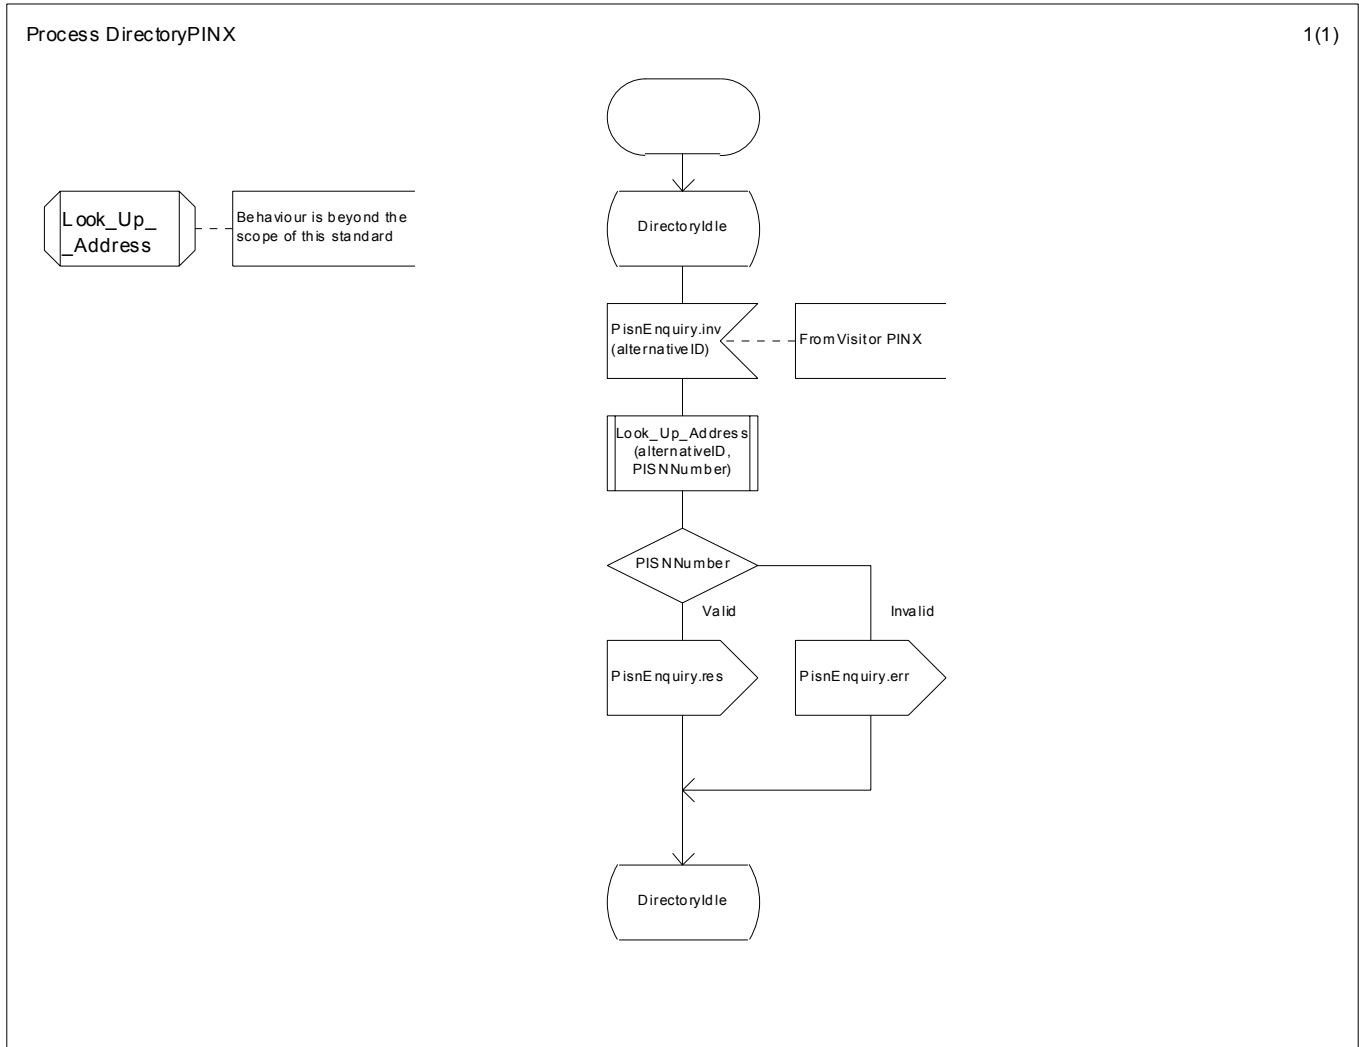 Process DirectoryPINX
1(1)
Look_Up_
_Address
Behaviour is beyond the
scope of this standard
DirectoryIdle
PisnEnquiry.inv
(alternativeID)
From Visitor PINX
Look_Up_Address
(alternativeID,
PISNNumber)
PISNNumber
Valid
Invalid
PisnEnquiry.res
PisnEnquiry.err
DirectoryIdle